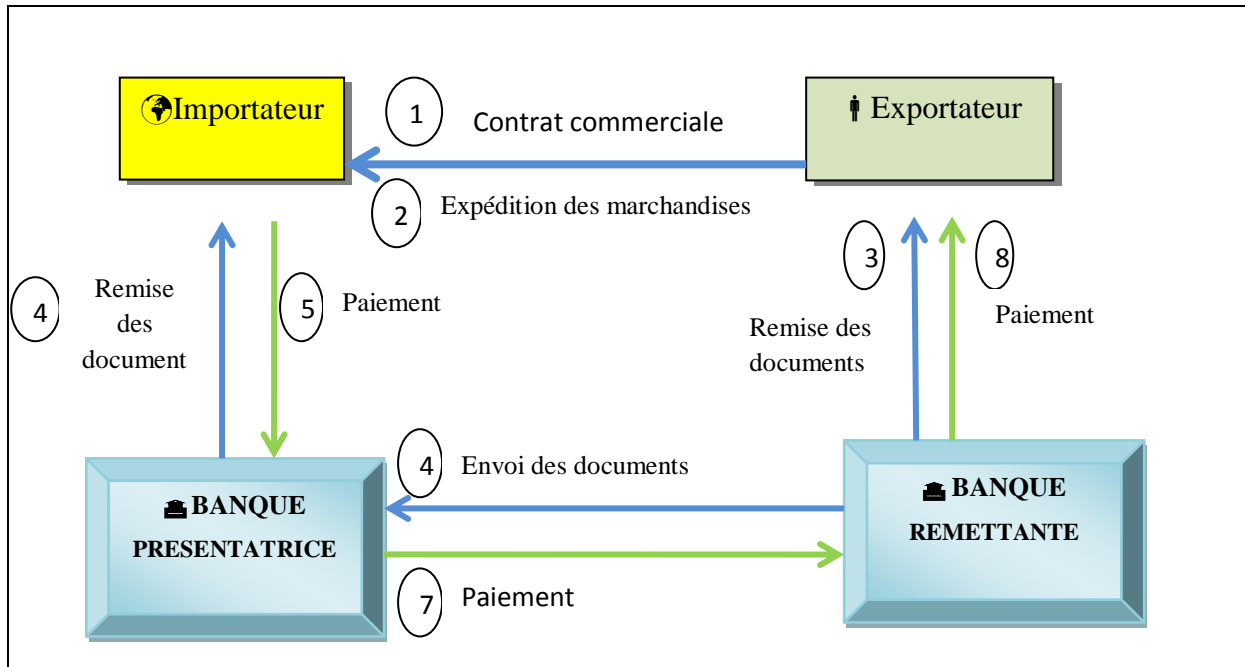 Importateur
1
Contrat commerciale
Exportateur
2
Expédition des marchandises
4
Remise
des
document
5
Paiement
3
Remise des
documents
8
Paiement
4
Envoi des documents
BANQUE
PRESENTATRICE
BANQUE
REMETTANTE
7
Paiement